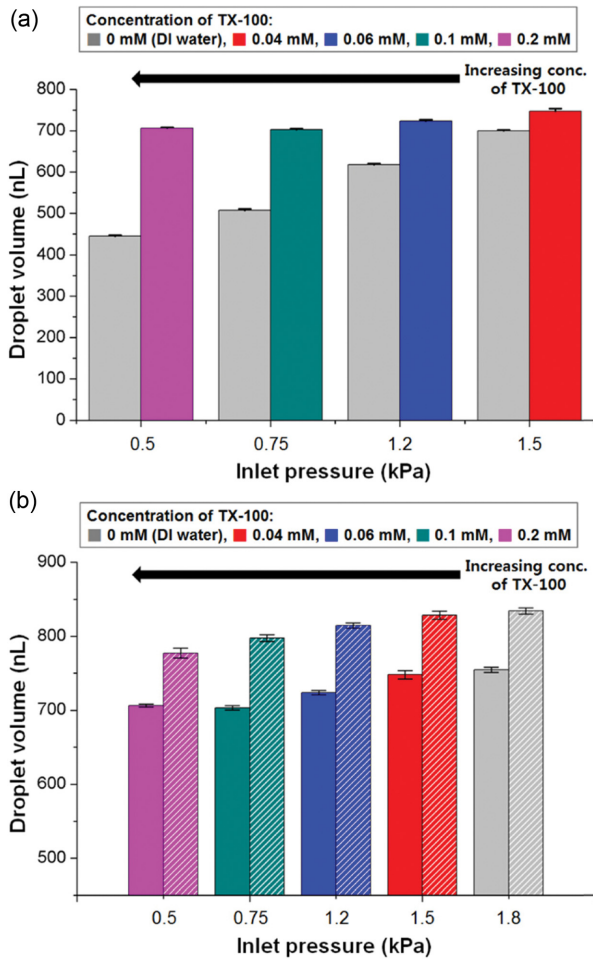 (a)
Concentration of TX-100:
0 mM (DI water), 0.04 mM, 0.06 mM, 0.1 mM, 0.2 mM
Increasing conc.
of TX-100
800
700
600
500
400
300
200
100
0
Droplet volume (nL)
0.5 0.75 1.2 1.5
Inlet pressure (kPa)
(b)
Concentration of TX-100:
0 mM (DI water), 0.04 mM, 0.06 mM, 0.1 mM, 0.2 mM
Increasing conc.
of TX-100
900
800
700
600
500
Droplet volume (nL)
0.5 0.75 1.2 1.5 1.8
Inlet pressure (kPa)